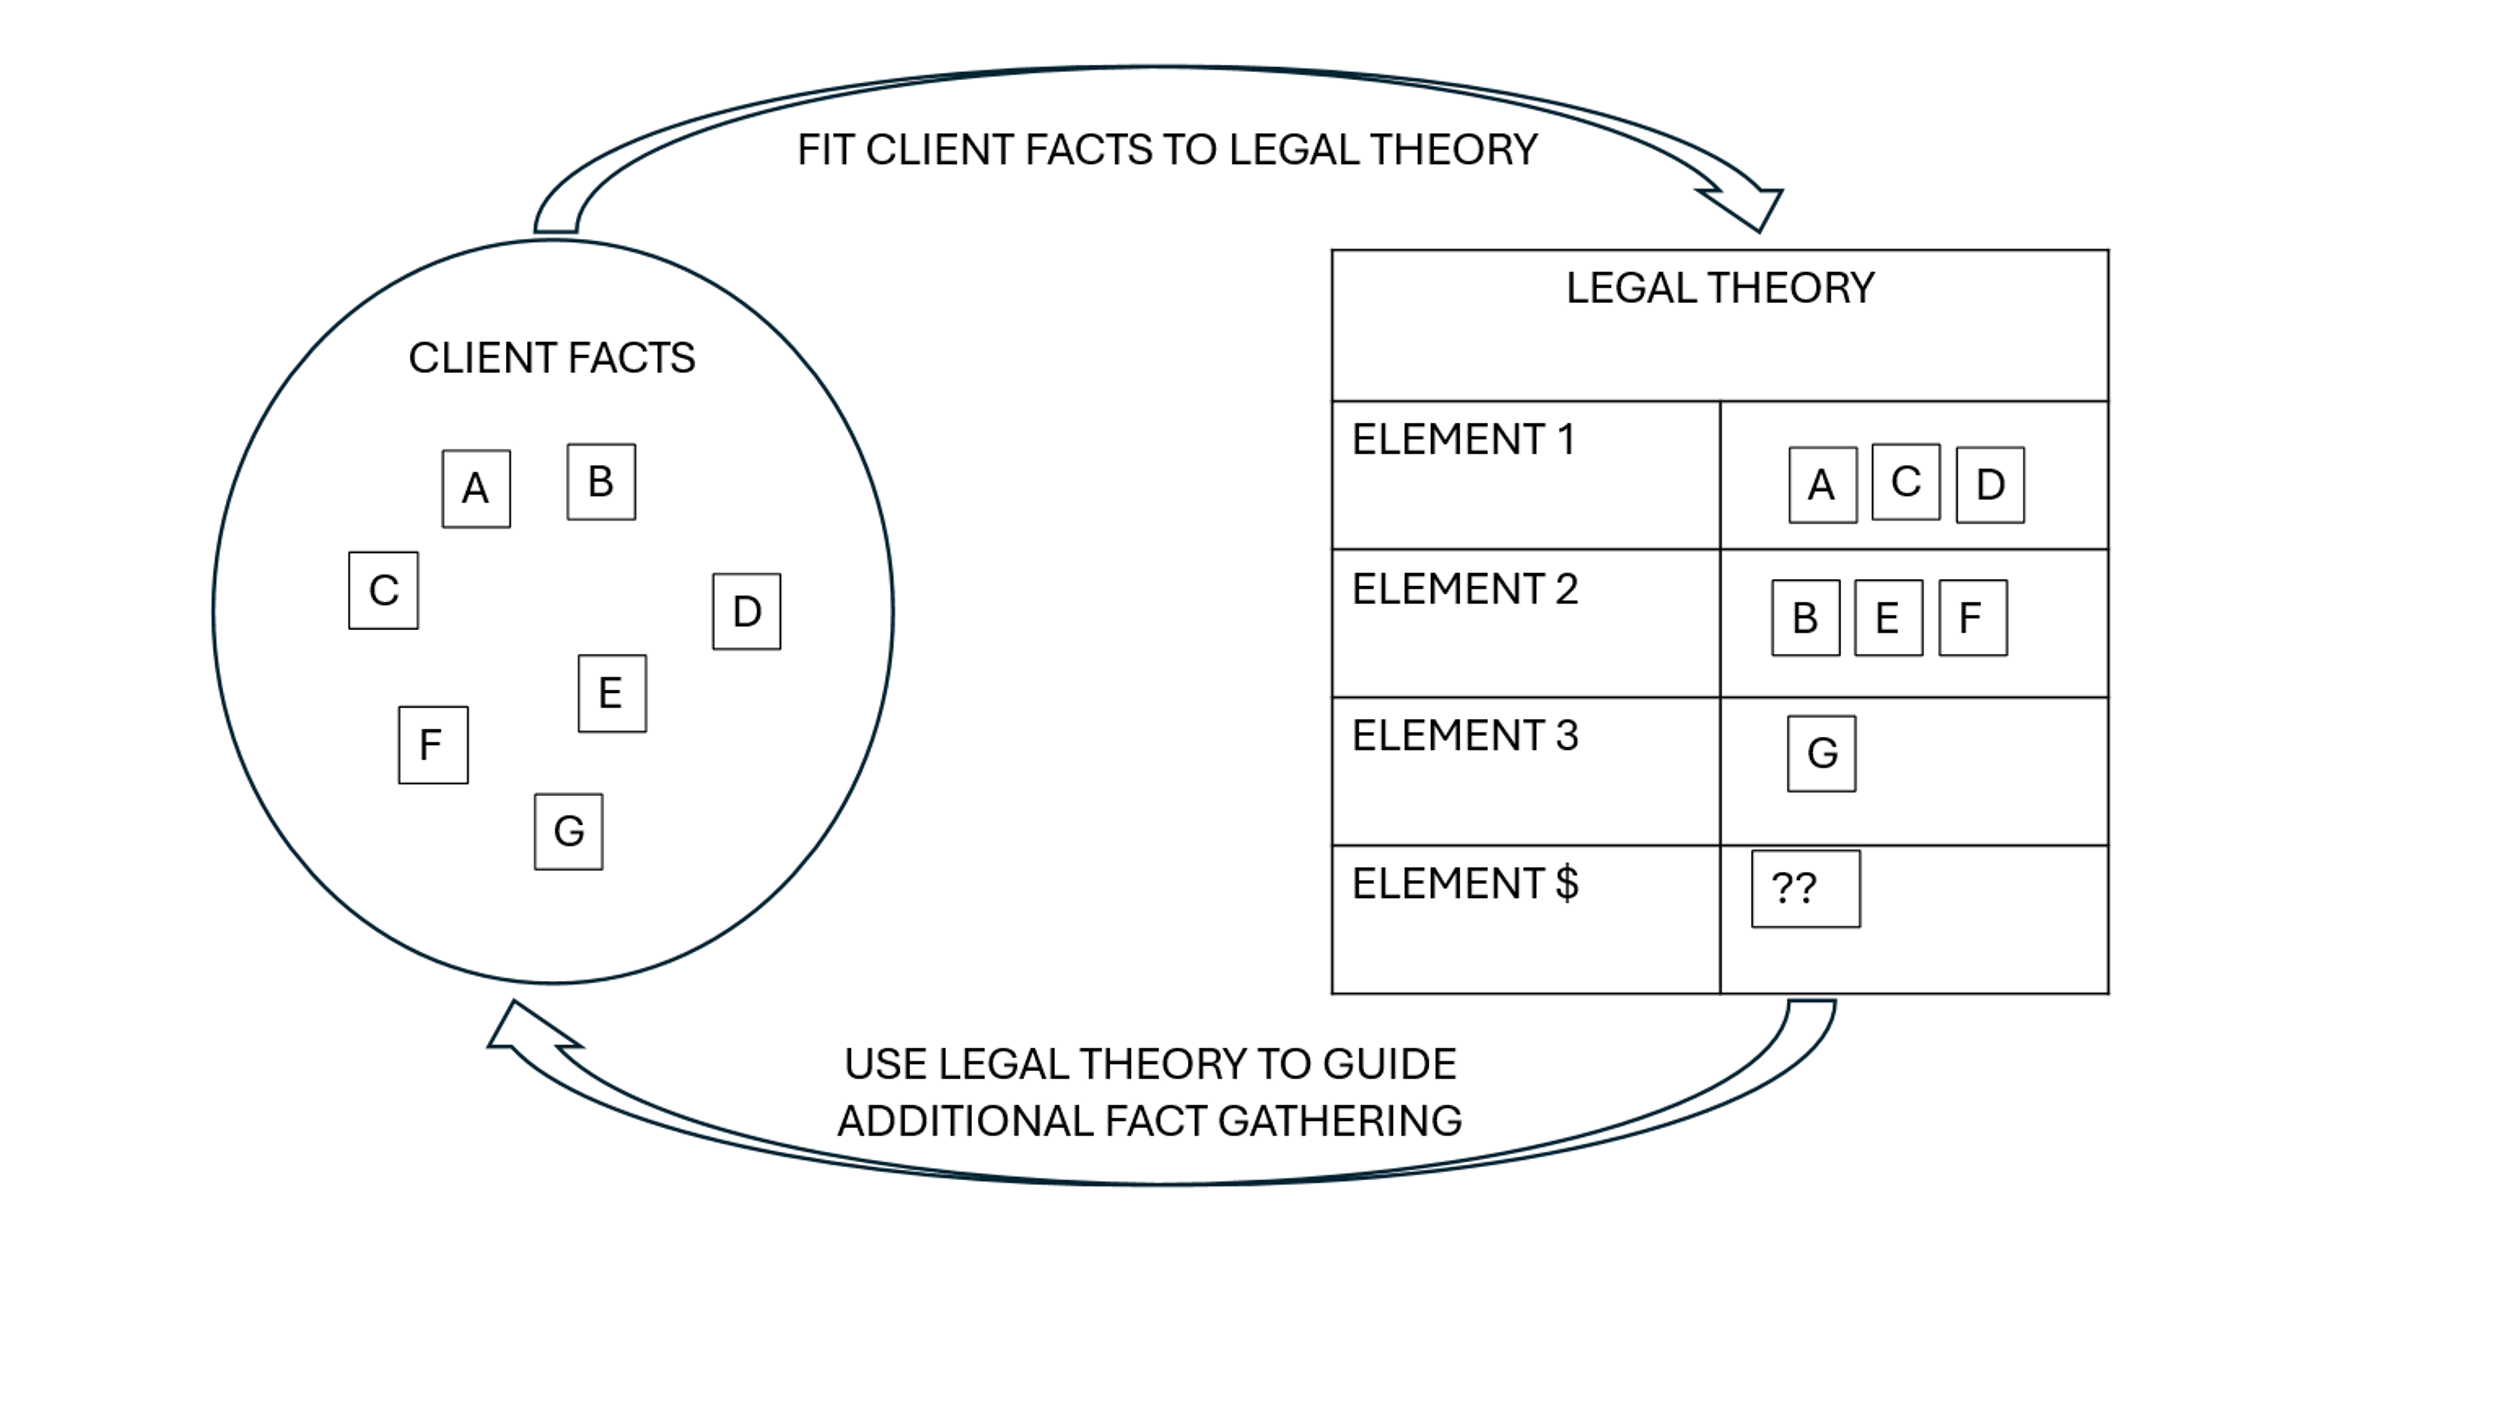 FIT CLIENT FACTS TO LEGAL THEORY
CLIENT FACTS
A
B
C
D
E
F
G
LEGAL THEORY
ELEMENT 1
A C D
ELEMENT 2
B E F
ELEMENT 3
G
ELEMENT $
??
USE LEGAL THEORY TO GUIDE
ADDITIONAL FACT GATHERING